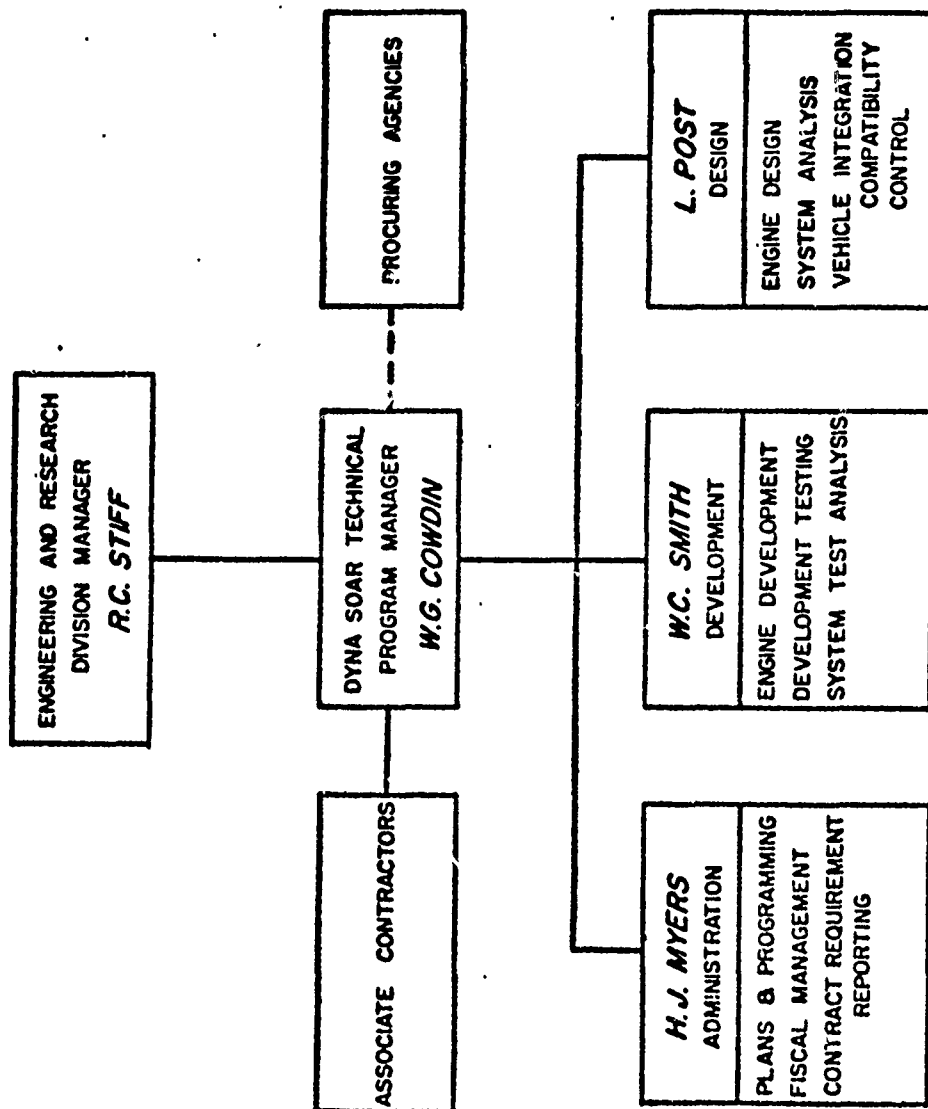 ENGINEERING AND RESEARCH
DIVISION MANAGER
R.C. STIFF
ASSOCIATE CONTRACTORS
DYNA SOAR TECHNICAL
PROGRAM MANAGER
W.G. COWDIN
PROCURING AGENCIES
H.J. MYERS
ADMINISTRATION
PLANS & PROGRAMMING
FISCAL MANAGEMENT
CONTRACT REQUIREMENT
REPORTING
W.C. SMITH
DEVELOPMENT
ENGINE DEVELOPMENT
DEVELOPMENT TESTING
SYSTEM TEST ANALYSIS
L. POST
DESIGN
ENGINE DESIGN
SYSTEM ANALYSIS
VEHICLE INTEGRATION
COMPATIBILITY
CONTROL